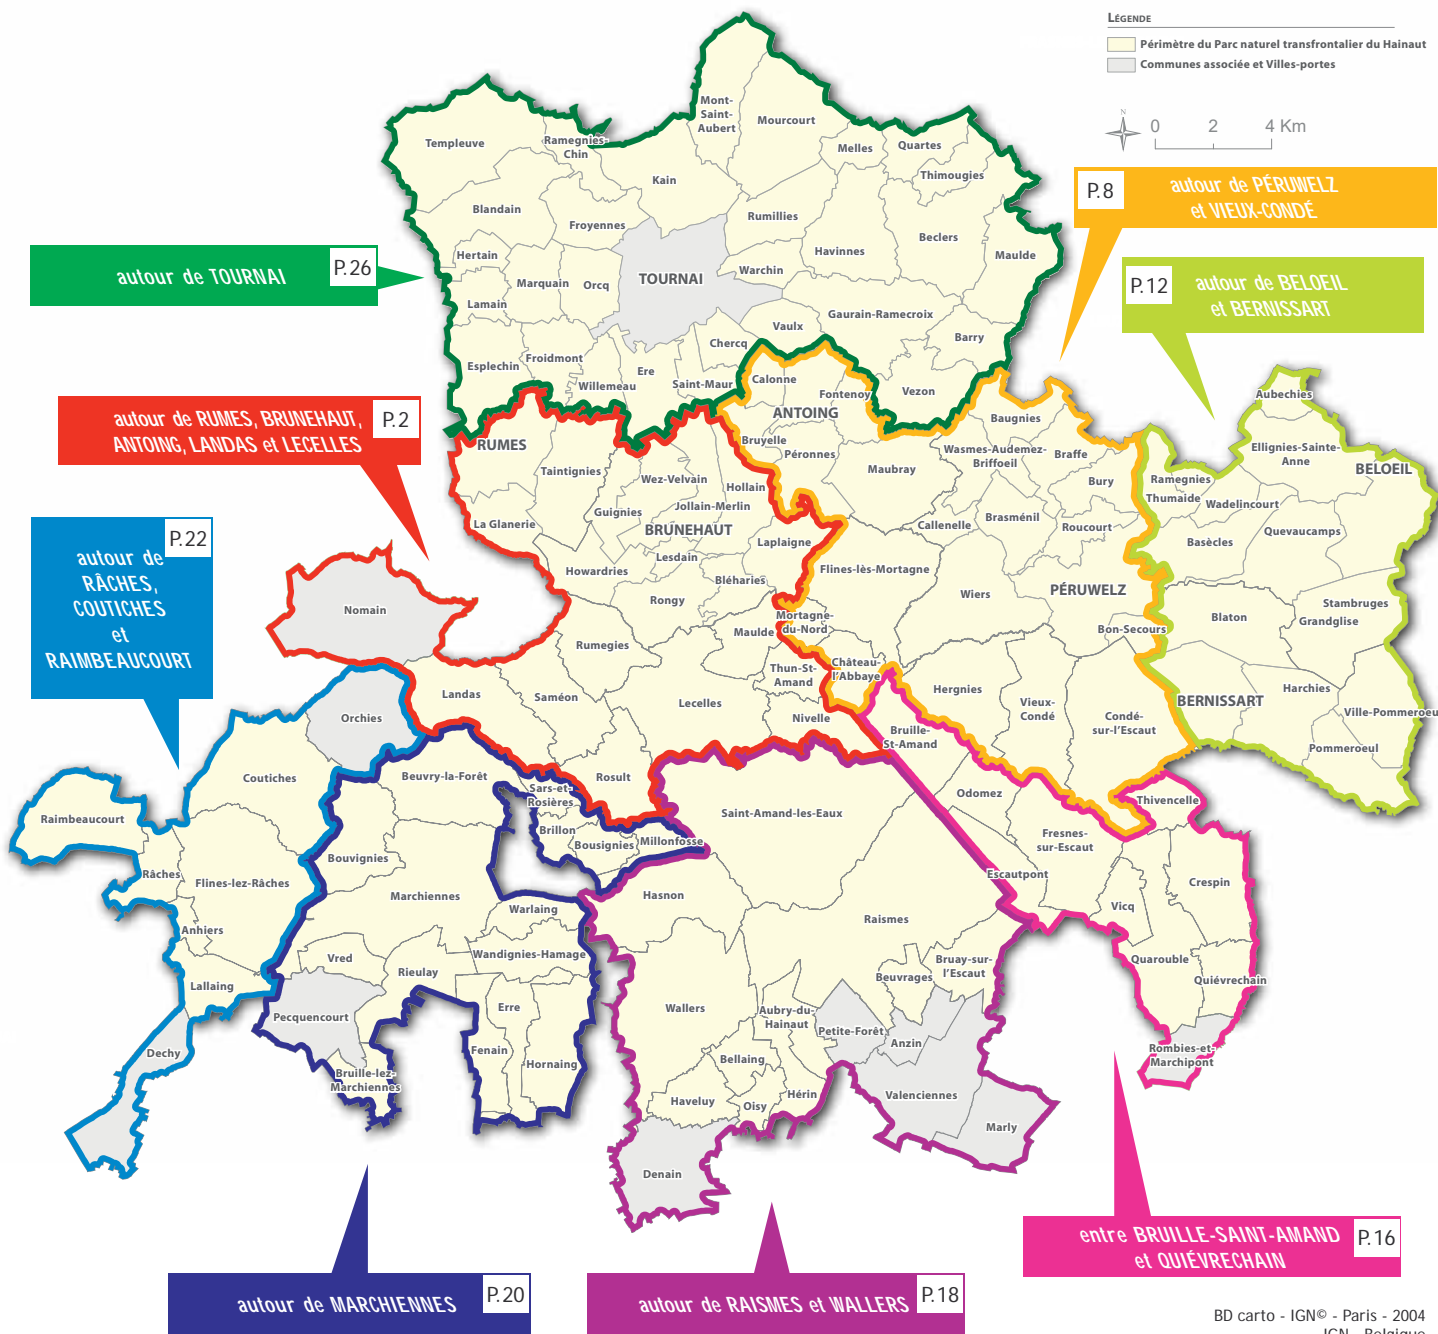 LÉGENDE
Périmètre du Parc naturel transfrontalier du Hainaut
Communes associée et Villes-portes
N
0 2 4 Km
P.8
autour de PÉRUWELZ
et VIEUX-CONDÉ
P.12
autour de BELOEIL
et BERNISSART
autour de TOURNAI
P.26
autour de RUMES, BRUNEHAUT,
ANTOING, LANDAS et LECELLES
P.2
P.22
autour de
RÂCHES,
COUTICHES
et
RAIMBEAUCOURT
Mont-
Saint-
Aubert
Mourcourt
Templeuve
Ramegnies-
Chin
Melles
Quartes
Thimougies
Kain
Blandain
Froyennes
Rumillies
Beclers
Havinnes
Maulde
Hertain
Marquain
Orcq
TOURNAI
Warchin
Lamain
Gaurain-Ramecroix
Vaulx
Barry
Chercq
Esplechin
Froidmont
Willemeau
Ere
Saint-Maur
Calonne
Fontenoy
Vezon
ANTOING
Baugnies
Aubechies
RUMES
Bruyelle
Péronnes
Maubray
Wasmes-Audemez-
Briffoeil
Braffe
Ellignies-Sainte-
Anne
BELOEIL
Taintignies
Wez-Velvain
Hollain
Bury
Ramegnies
Thumaide
Wadelincourt
Guignies
Jollain-Merlin
La Glanerie
BRUNEHAUT
Callenelle
Brasménil
Roucourt
Quevaucamps
Laplaigne
Basècles
Lesdain
Howardries
Bléharies
Flines-lès-Mortagne
Rongy
Wiers
PÉRUWELZ
Stambruges
Grandglise
Nomain
Mortagne-
du-Nord
Blaton
Maulde
Bon-Secours
Rumegies
Thun-St-
Amand
Château-
l'Abbaye
Landas
Saméon
Lecelles
Hergnies
Harchies
Orchies
Nivelle
Vieux-
Condé
BERNISSART
Ville-Pommeroeul
Bruille-
St-Amand
Condé-
sur-l'Escaut
Pommeroeul
Coutiches
Beuvry-la-Forêt
Rosult
Sars-et-
Rosières
Odomez
Thivencelle
Raimbeaucourt
Saint-Amand-les-Eaux
Brillon
Bousignies
Millonfosse
Fresnes-
sur-Escaut
Bouvignies
Râches
Flines-lez-Râches
Escautpont
Crespin
Marchiennes
Hasnon
Warlaing
Raismes
Vicq
Anhiers
Vred
Wandignies-Hamage
Bruay-sur-
l'Escaut
Quarouble
Rieulay
Beuvrages
Quiévrechain
Lallaing
Erre
Wallers
Aubry-du-
Hainaut
Pecquencourt
Petite-Forêt
Anzin
Dechy
Fenain
Hornaing
Bellaing
Rombies-et-
Marchipont
Bruille-lez-
Marchiennes
Haveluy
Oisy
Hérin
Valenciennes
Marly
Denain
entre BRUILLE-SAINT-AMAND
et QUIÉVRECHAIN
P.16
autour de MARCHIENNES
P.20
autour de RAISMES et WALLERS
P.18
BD carto - IGN© - Paris - 2004
IGN - Belgique